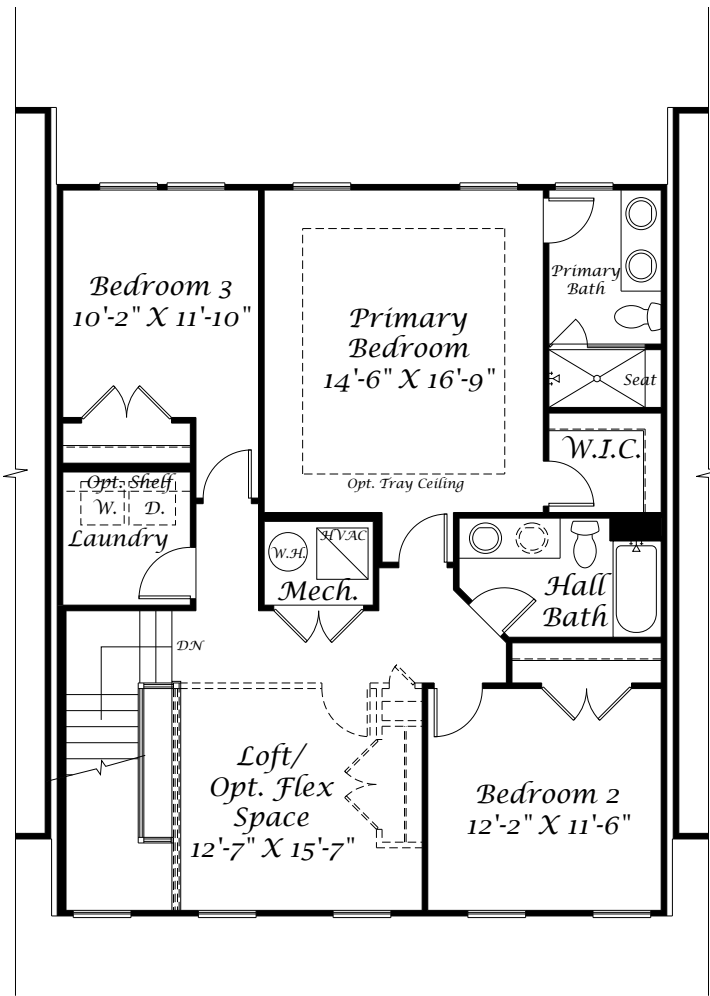 Bedroom 3
10'-2" X 11'-10"
Primary
Bedroom
14'-6" X 16'-9"
Opt. Tray Ceiling
Primary
Bath
Seat
W.I.C.
Opt. Shelf
W. D.
Laundry
W.H.
HVAC
Mech.
Hall
Bath
DN
Loft/
Opt. Flex
Space
12'-7" X 15'-7"
Bedroom 2
12'-2" X 11'-6"